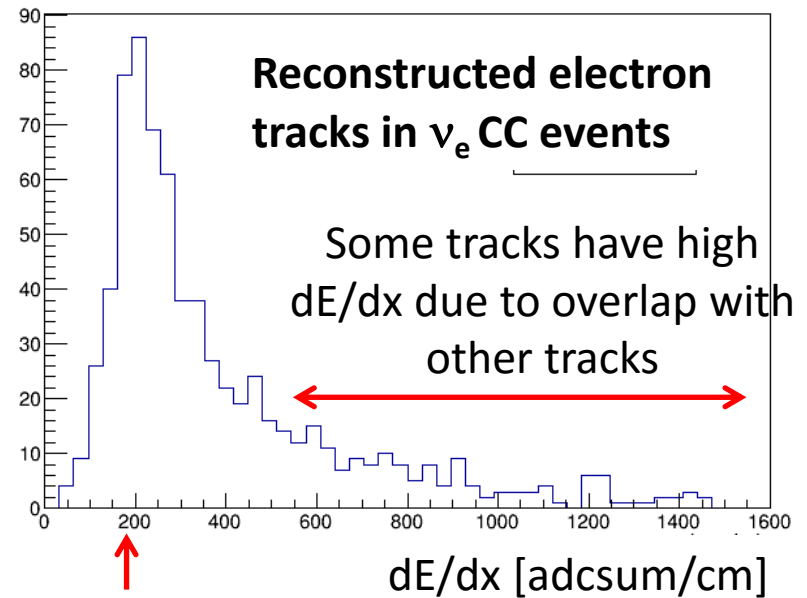 90
80
70
60
50
40
30
20
10
0
Reconstructed electron
tracks in νe CC events
Some tracks have high
dE/dx due to overlap with
other tracks
0 200 400 600 800 1000 1200 1400 1600
dE/dx [adcsum/cm]